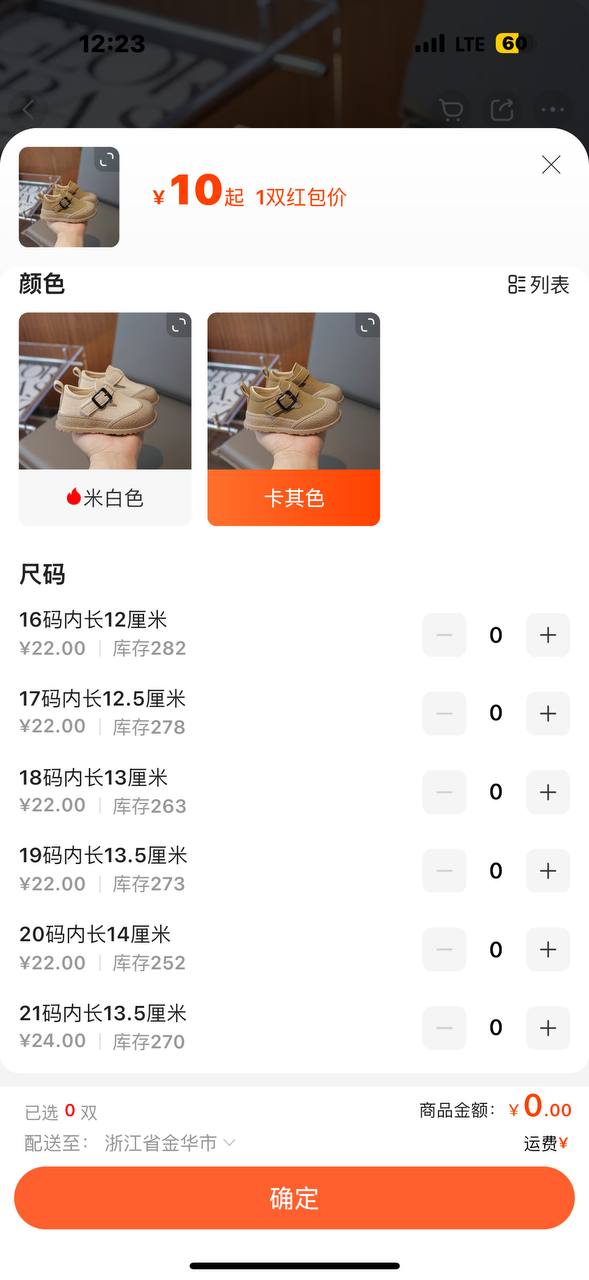 12:23
LTE 60
¥10起 1双红包价
颜色
列表
米白色
卡其色
尺码
16码内长12厘米
¥22.00 库存282
0
17码内长12.5厘米
¥22.00 库存278
0
18码内长13厘米
¥22.00 库存263
0
19码内长13.5厘米
¥22.00 库存273
0
20码内长14厘米
¥22.00 库存252
0
21码内长13.5厘米
¥24.00 库存270
0
已选 0 双
商品金额：¥0.00
配送至： 浙江省金华市
运费¥
确定